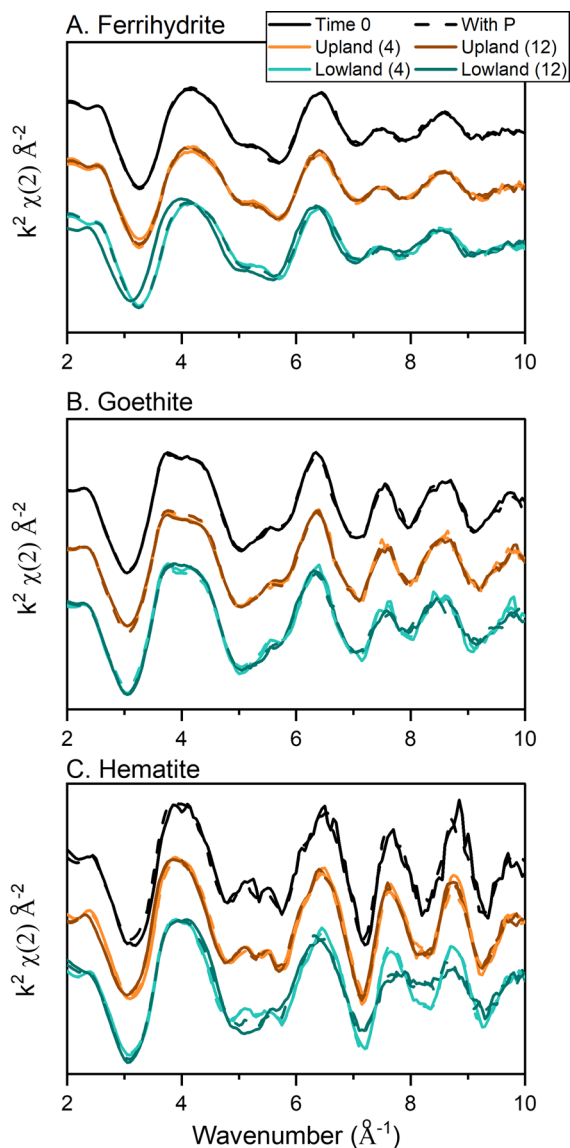 A. Ferrihydrite
Time 0
With P
Upland (4)
Upland (12)
Lowland (4)
Lowland (12)
k² χ(2) Å⁻²
2 4 6 8 10
B. Goethite
k² χ(2) Å⁻²
2 4 6 8 10
C. Hematite
k² χ(2) Å⁻²
2 4 6 8 10
Wavenumber (Å⁻¹)